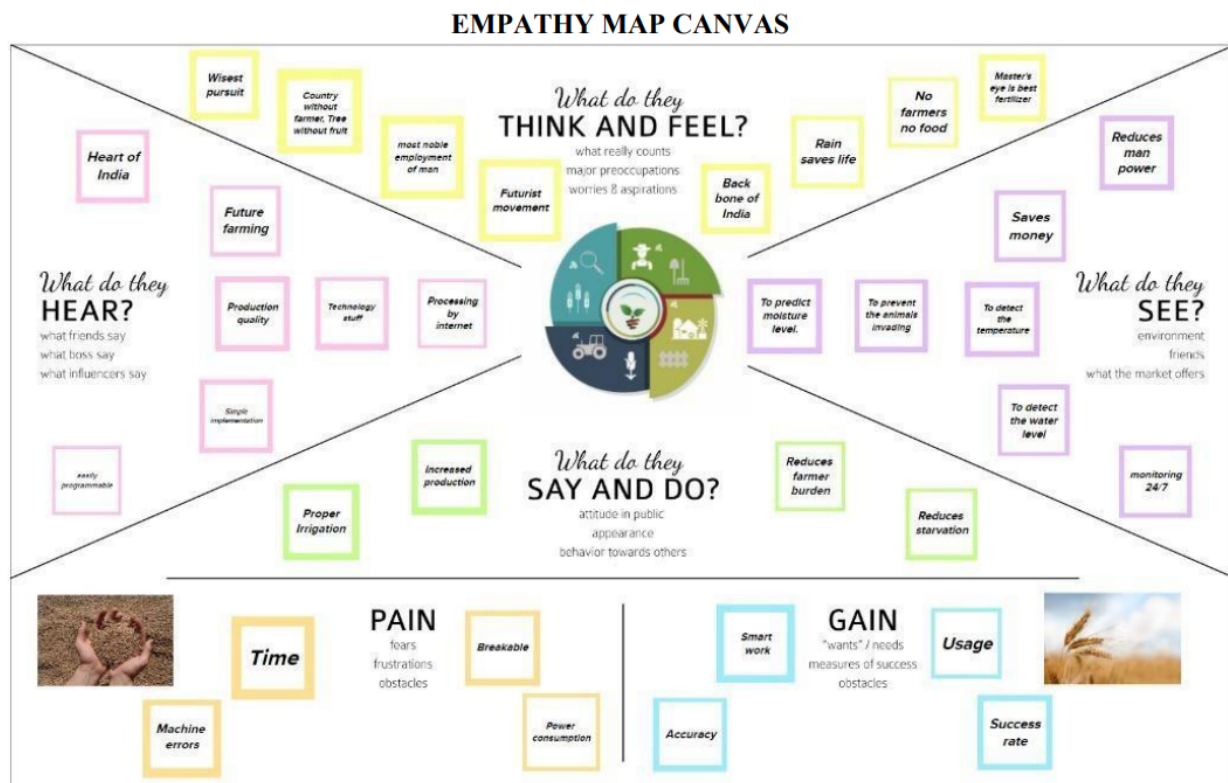 EMPATHY MAP CANVAS
Wisest
pursuit
Country
without
farmer, Tree
without fruit
most noble
employment
of man
Futurist
movement
What do they
THINK AND FEEL?
what really counts
major preoccupations
worries & aspirations
Back
bone of
India
Rain
saves life
No
farmers
no food
Master's
eye is best
fertilizer
Heart of
India
Future
farming
What do they
HEAR?
what friends say
what boss say
what influencers say
Production
quality
Technology
stuff
Processing
by
internet
Simple
implementation
easily
programmable
Reduces
man
power
Saves
money
To predict
moisture
level.
To prevent
the animals
invading
To detect
the
temperature
What do they
SEE?
environment
friends
what the market offers
To detect
the water
level
monitoring
24/7
Increased
production
Proper
Irrigation
What do they
SAY AND DO?
attitude in public
appearance
behavior towards others
Reduces
farmer
burden
Reduces
starvation
PAIN
fears
frustrations
obstacles
Time
Breakable
Machine
errors
Power
consumption
GAIN
"wants" / needs
measures of success
obstacles
Smart
work
Usage
Accuracy
Success
rate